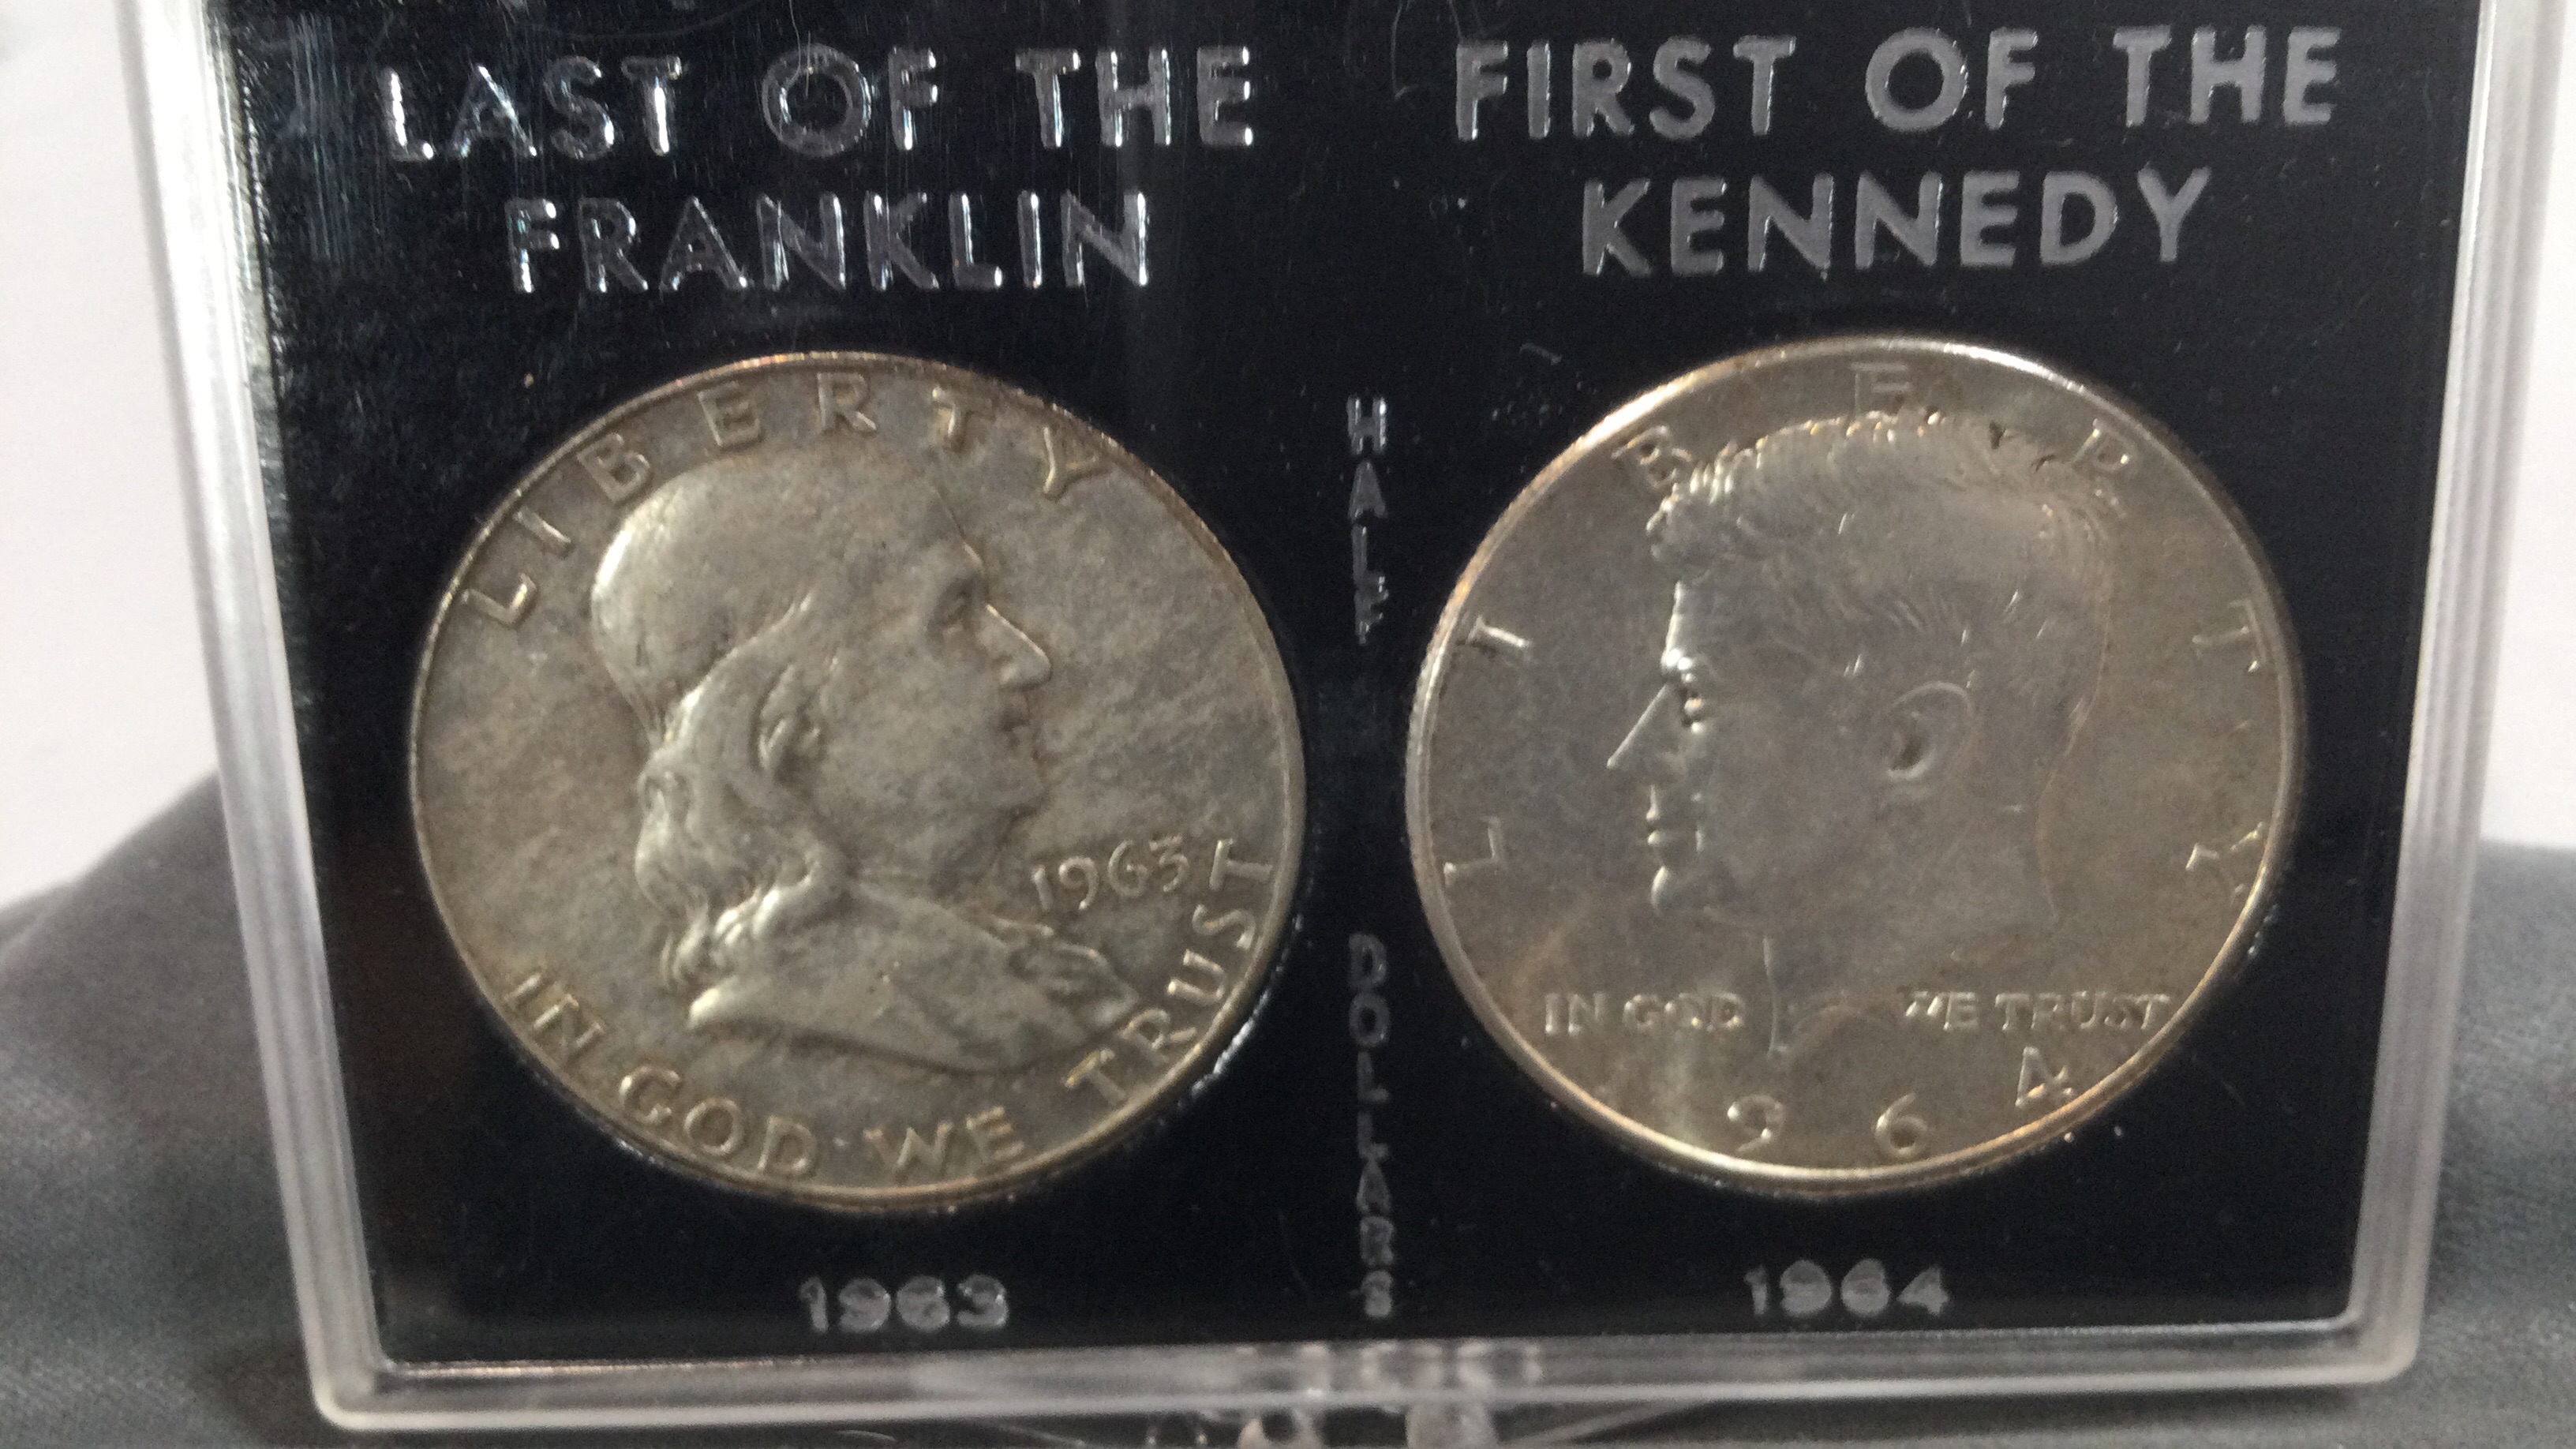 LAST OF THE
FRANKLIN
FIRST OF THE
KENNEDY
HALF DOLLARS
LIBERTY
1963
IN GOD WE TRUST
LIBERTY
IN GOD WE TRUST
964
1963
1964